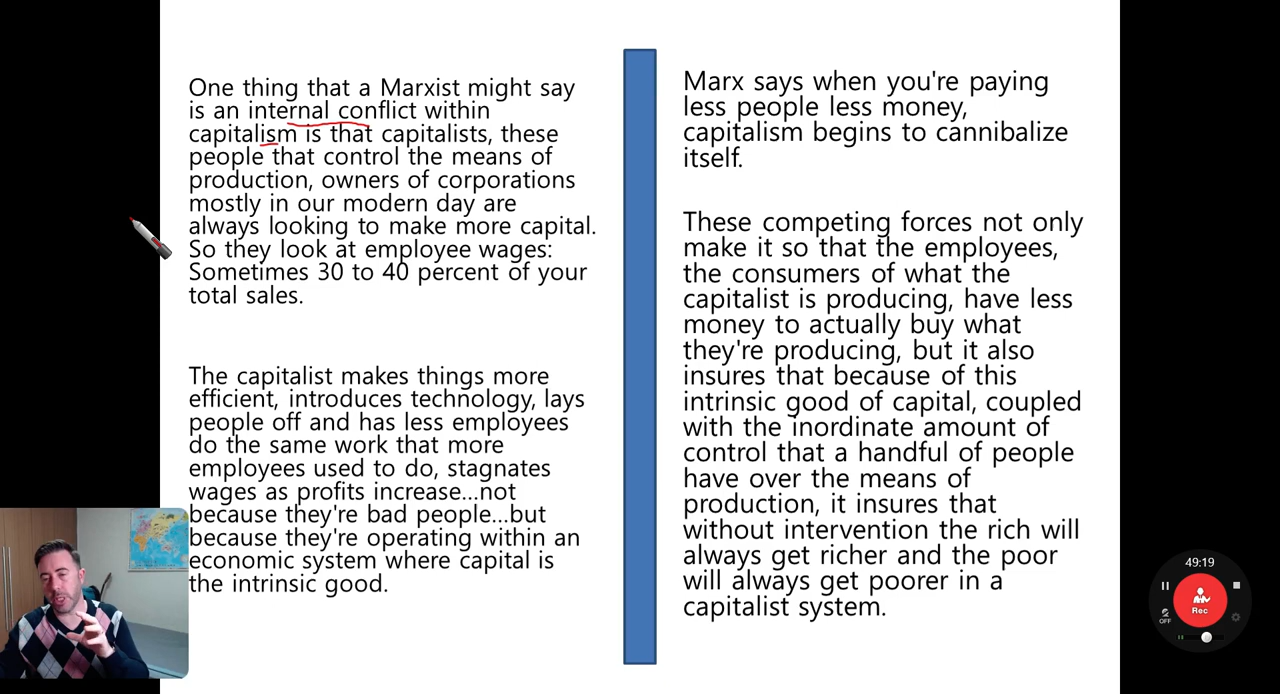 One thing that a Marxist might say
is an internal conflict within
capitalism is that capitalists, these
people that control the means of
production, owners of corporations
mostly in our modern day are
always looking to make more capital.
So they look at employee wages:
Sometimes 30 to 40 percent of your
total sales.
The capitalist makes things more
efficient, introduces technology, lays
people off and has less employees
do the same work that more
employees used to do, stagnates
wages as profits increase...not
because they're bad people...but
because they're operating within an
economic system where capital is
the intrinsic good.
Marx says when you're paying
less people less money,
capitalism begins to cannibalize
itself.
These competing forces not only
make it so that the employees,
the consumers of what the
capitalist is producing, have less
money to actually buy what
they're producing, but it also
insures that because of this
intrinsic good of capital, coupled
with the inordinate amount of
control that a handful of people
have over the means of
production, it insures that
without intervention the rich will
always get richer and the poor
will always get poorer in a
capitalist system.
49:19
Rec
OFF